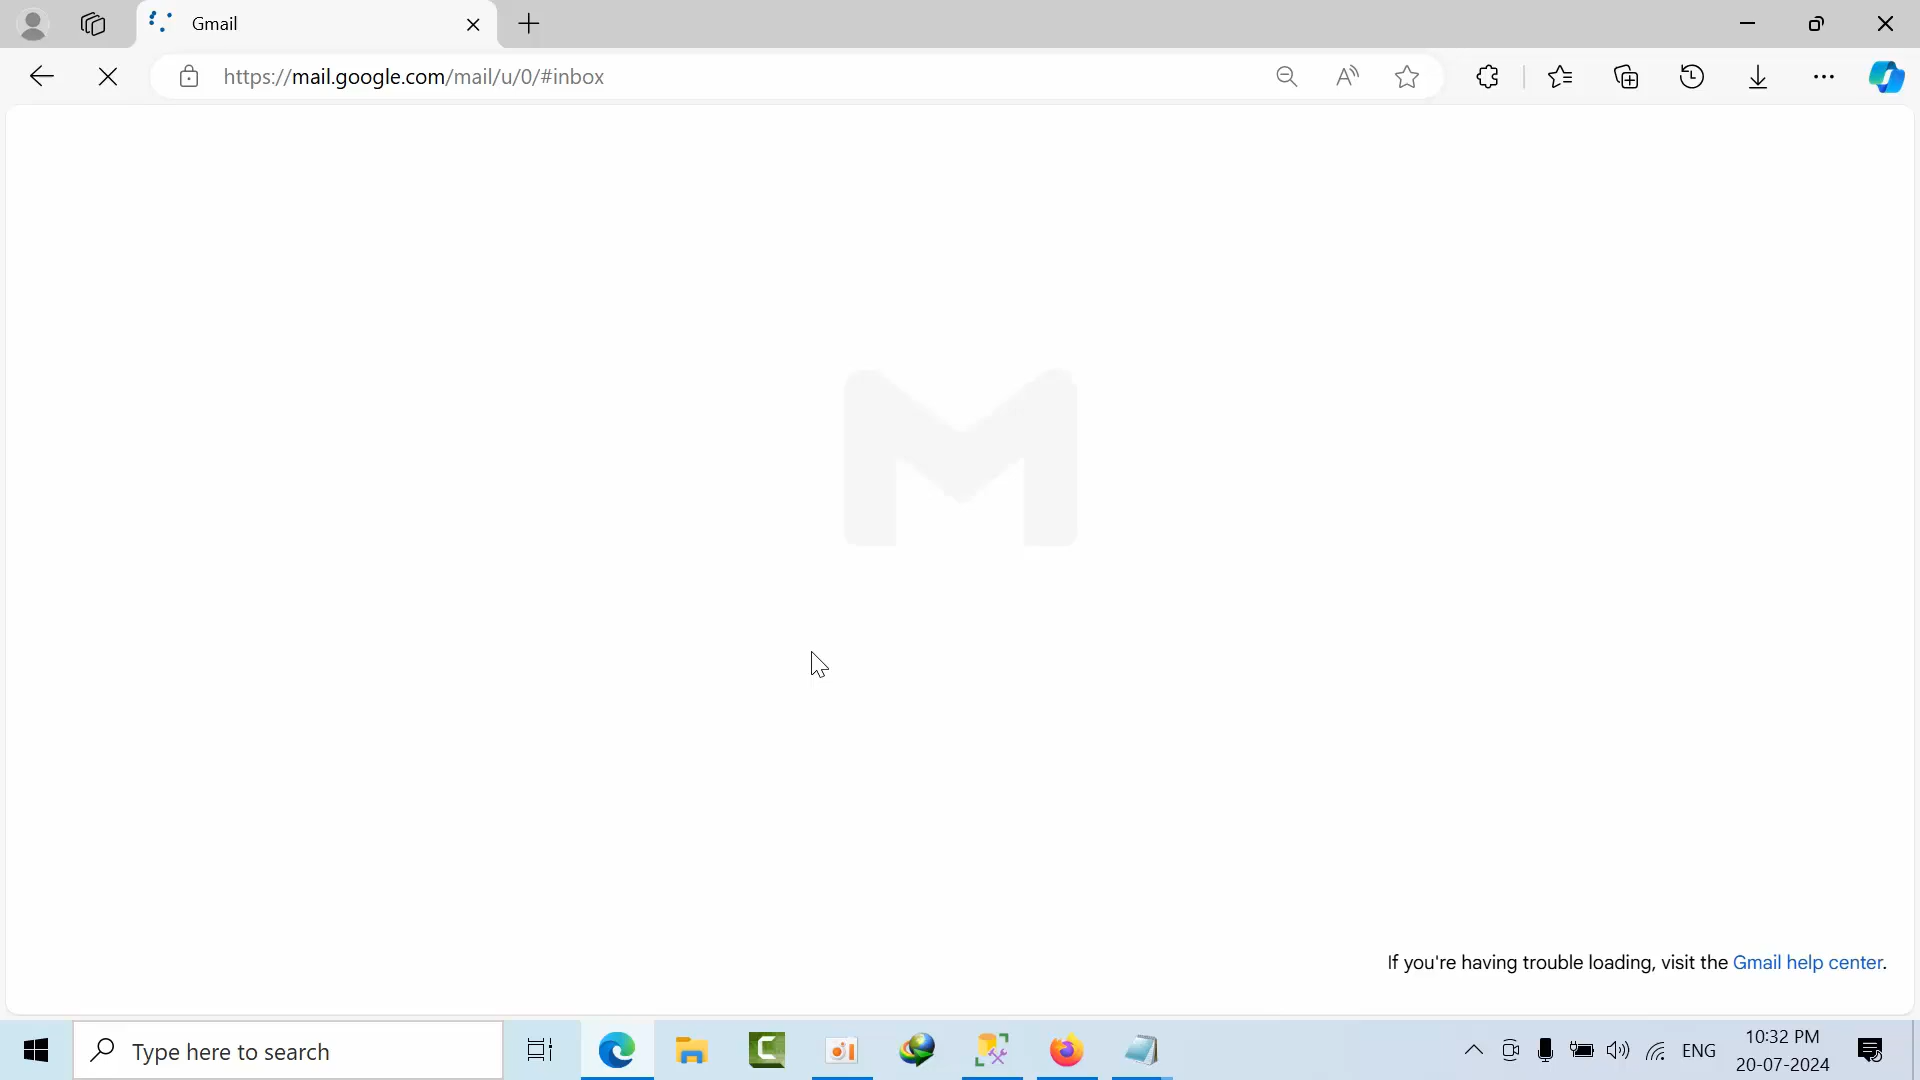 Gmail
https://mail.google.com/mail/u/0/#inbox
If you're having trouble loading, visit the Gmail help center.
Type here to search
ENG
10:32 PM
20-07-2024